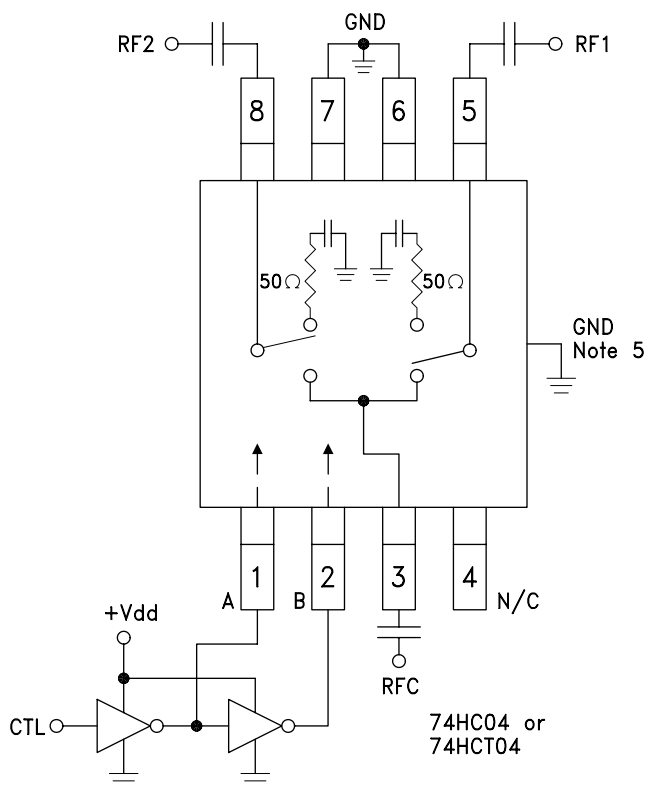 GND
RF2
RF1
8
7
6
5
50Ω
50Ω
GND
Note 5
1
2
3
4
A
B
N/C
+Vdd
RFC
CTL
74HC04 or
74HCT04